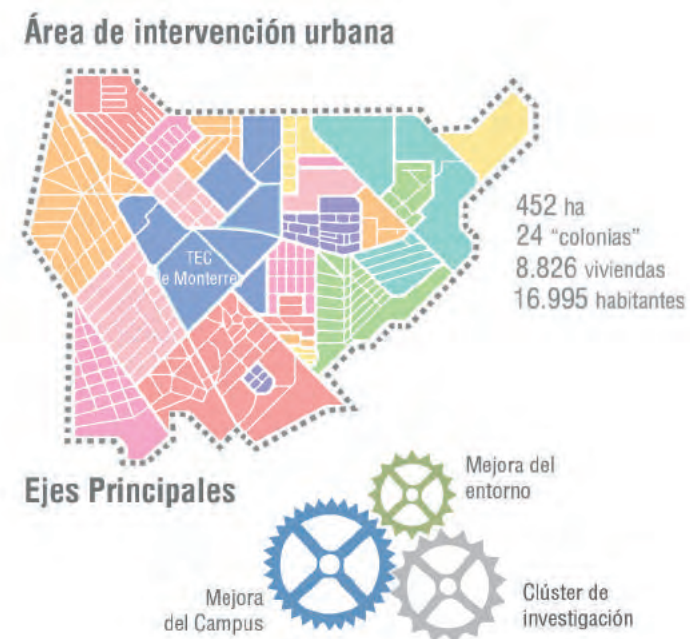 Área de intervención urbana
TEC
de Monterrey
452 ha
24 "colonias"
8.826 viviendas
16.995 habitantes
Ejes Principales
Mejora del
entorno
Mejora
del Campus
Clúster de
investigación